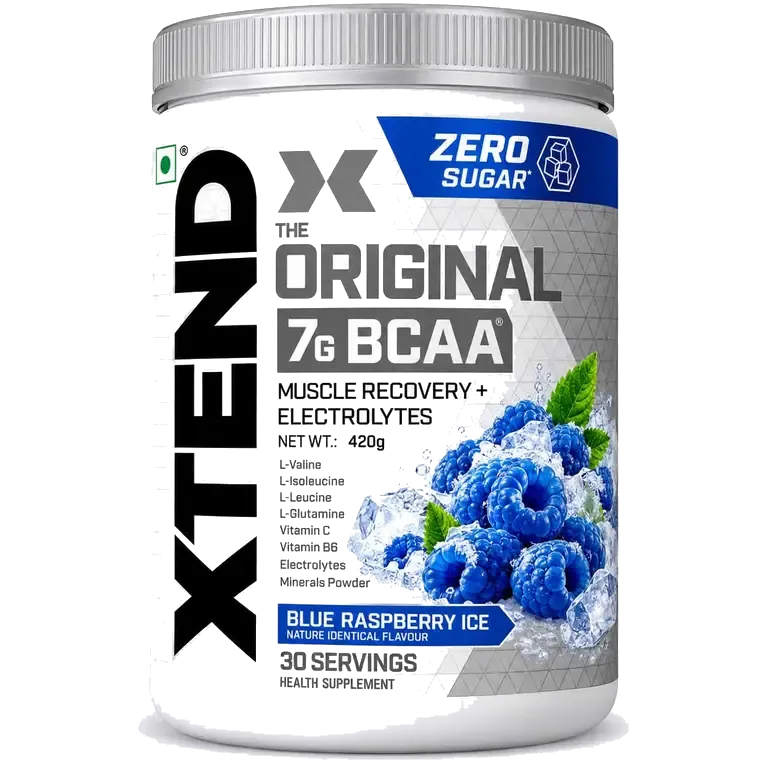 XTEND®
ZERO
SUGAR*
THE
ORIGINAL
7G BCAA®
MUSCLE RECOVERY +
ELECTROLYTES
NET WT.: 420g
L-Valine
L-Isoleucine
L-Leucine
L-Glutamine
Vitamin C
Vitamin B6
Electrolytes
Minerals Powder
BLUE RASPBERRY ICE
NATURE IDENTICAL FLAVOUR
30 SERVINGS
HEALTH SUPPLEMENT